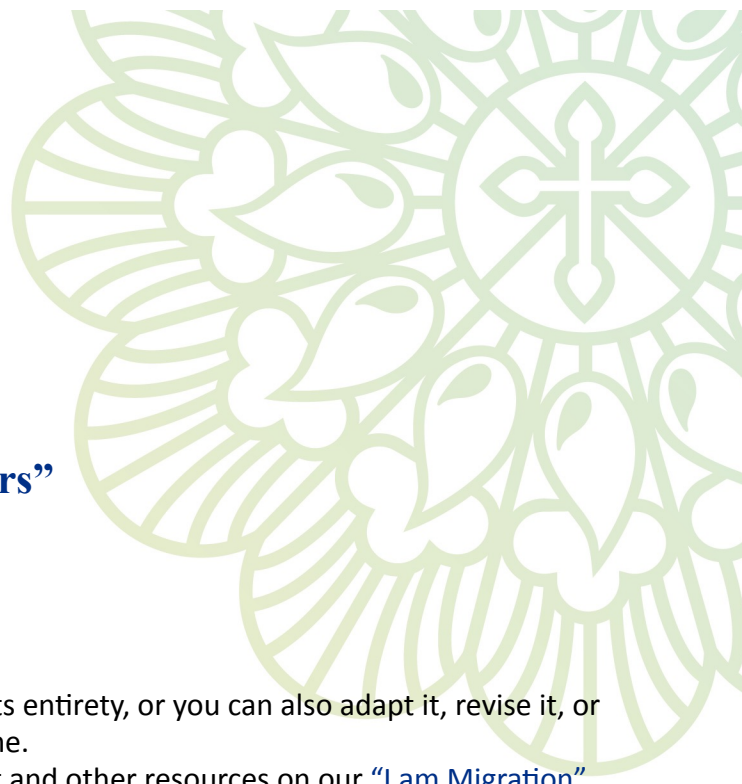 rs”
ts entirety, or you can also adapt it, revise it, or
ne.
t and other resources on our “I am Migration”